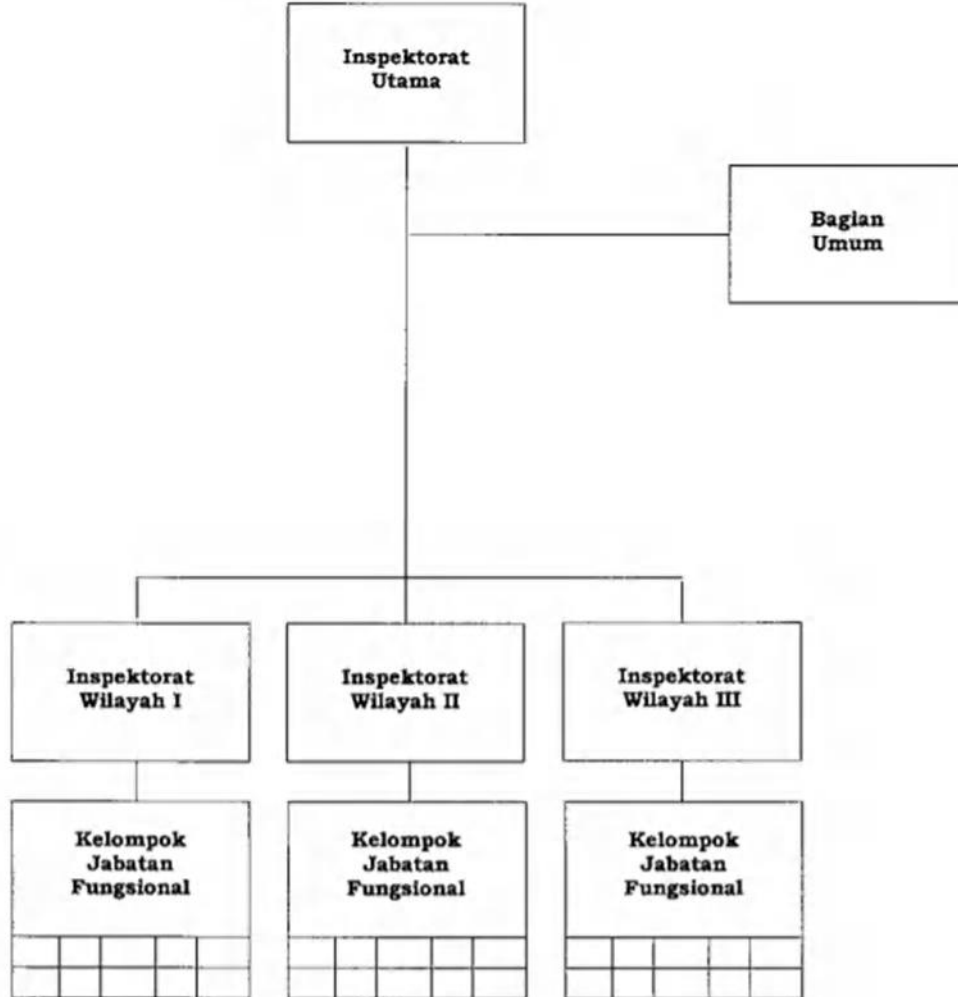 Inspektorat
Utama
Bagian
Umum
Inspektorat
Wilayah I
Inspektorat
Wilayah II
Inspektorat
Wilayah III
Kelompok
Jabatan
Fungsional
Kelompok
Jabatan
Fungsional
Kelompok
Jabatan
Fungsional